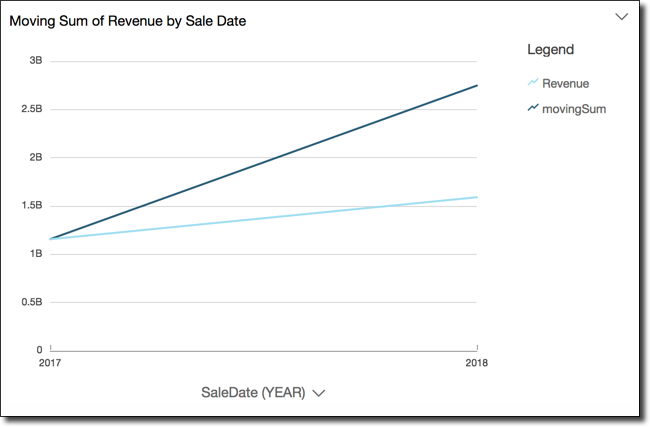 Moving Sum of Revenue by Sale Date
Legend
Revenue
movingSum
3B
2.5B
2B
1.5B
1B
0.5B
0
2017
2018
SaleDate (YEAR)